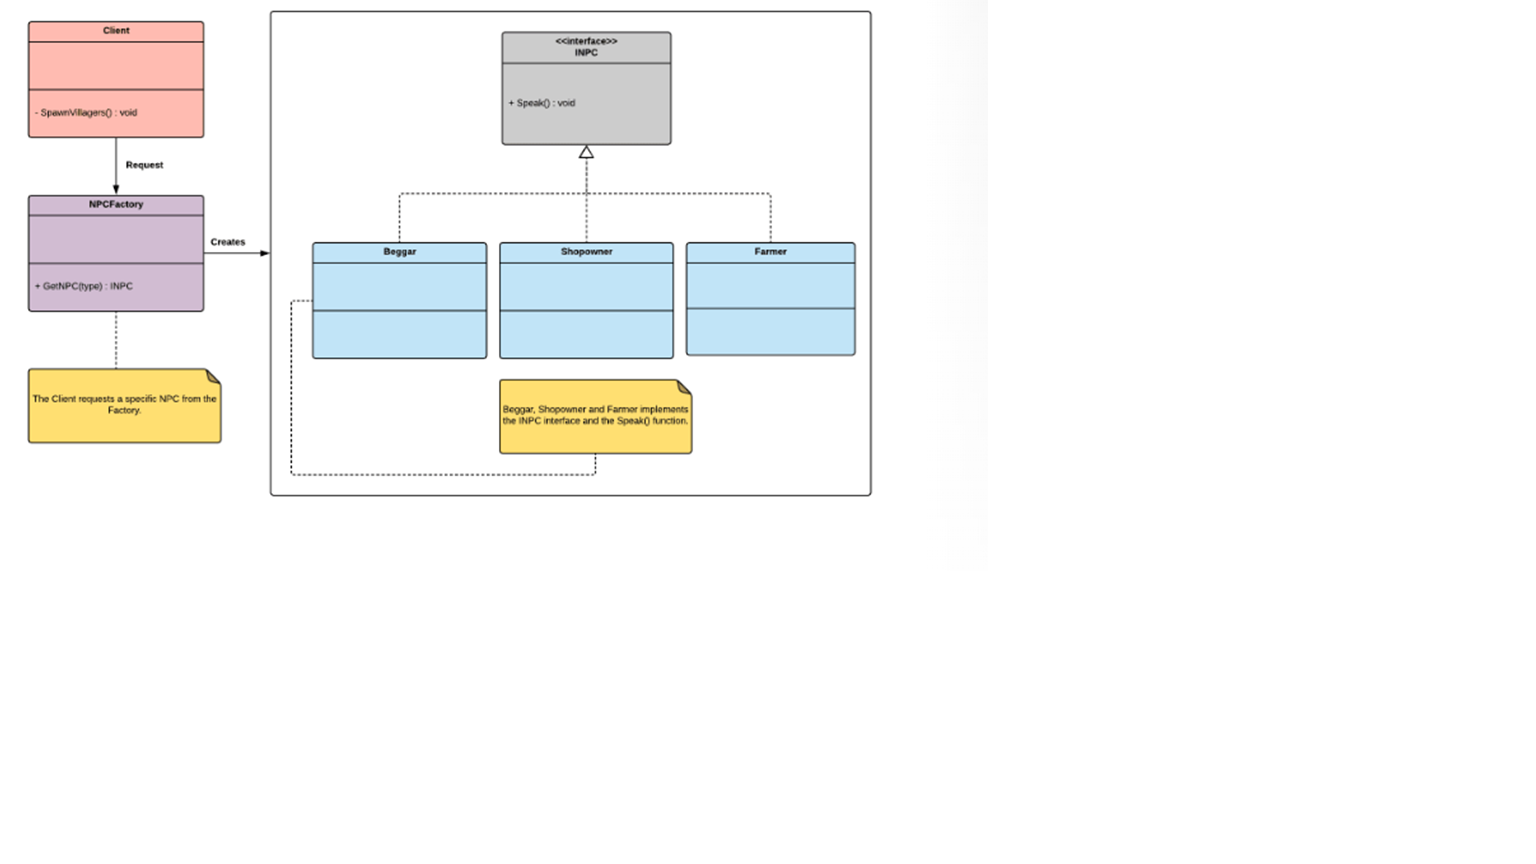 Client
- SpawnVillagers() : void
Request
NPCFactory
+ GetNPC(type) : INPC
Creates
The Client requests a specific NPC from the
Factory.
<<interface>>
INPC
+ Speak() : void
Beggar
Shopowner
Farmer
Beggar, Shopowner and Farmer implements
the INPC interface and the Speak() function.